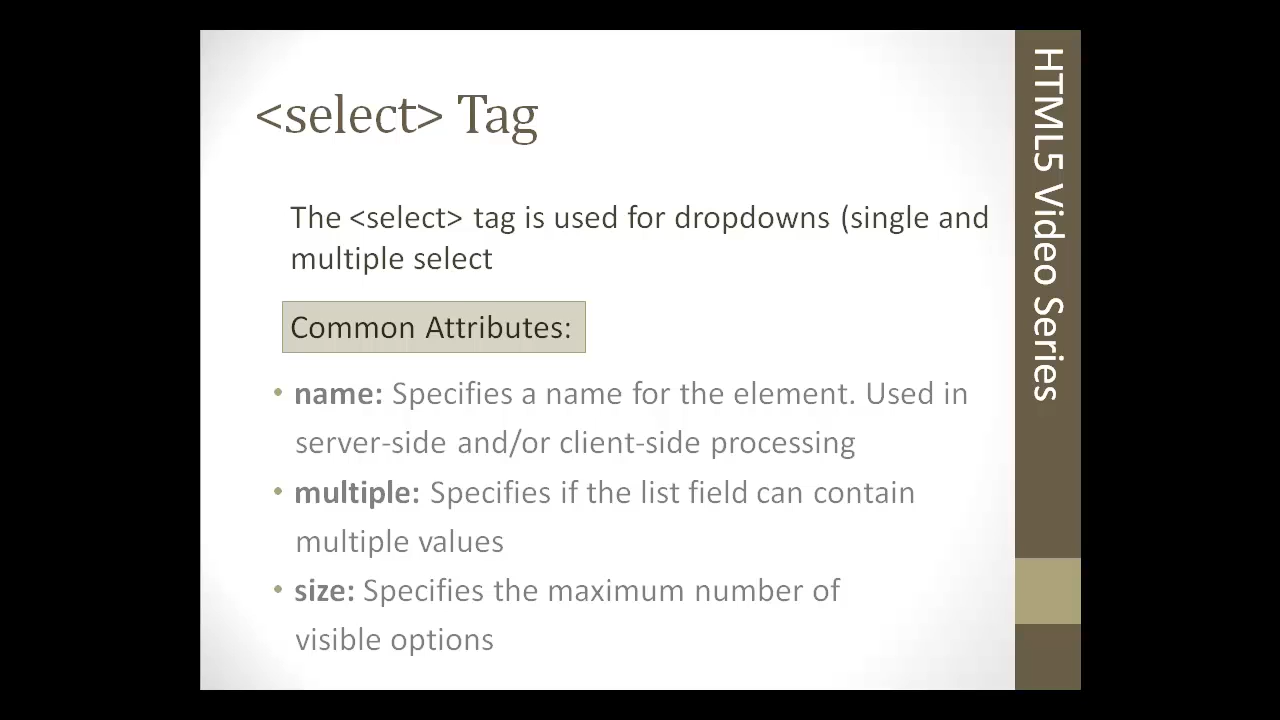 <select> Tag
The <select> tag is used for dropdowns (single and
multiple select
Common Attributes:
• name: Specifies a name for the element. Used in
server-side and/or client-side processing
• multiple: Specifies if the list field can contain
multiple values
• size: Specifies the maximum number of
visible options
HTML5 Video Series